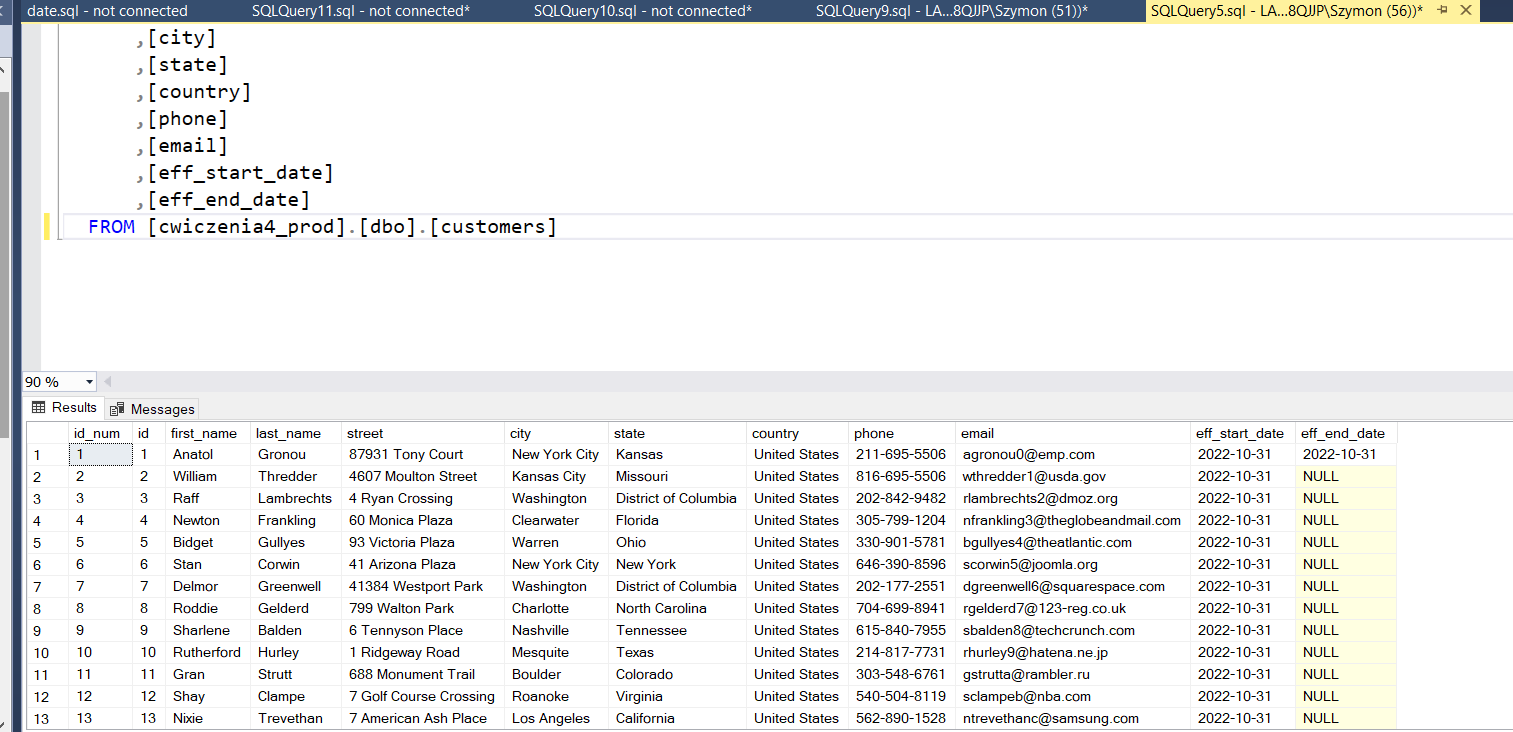 date.sql - not connected SQLQuery11.sql - not connected* SQLQuery10.sql - not connected* SQLQuery9.sql - LA...8QJJP\Szymon (51))* SQLQuery5.sql - LA...8QJJP\Szymon (56))*
,[city]
,[state]
,[country]
,[phone]
,[email]
,[eff_start_date]
,[eff_end_date]
FROM [cwiczenia4_prod].[dbo].[customers]
90 %
Results Messages
id_num id first_name last_name street city state country phone email eff_start_date eff_end_date
1 1 1 Anatol Gronou 87931 Tony Court New York City Kansas United States 211-695-5506 agronou0@emp.com 2022-10-31 2022-10-31
2 2 2 William Thredder 4607 Moulton Street Kansas City Missouri United States 816-695-5506 wthredder1@usda.gov 2022-10-31 NULL
3 3 3 Raff Lambrechts 4 Ryan Crossing Washington District of Columbia United States 202-842-9482 rlambrechts2@dmoz.org 2022-10-31 NULL
4 4 4 Newton Frankling 60 Monica Plaza Clearwater Florida United States 305-799-1204 nfrankling3@theglobeandmail.com 2022-10-31 NULL
5 5 5 Bidget Gullyes 93 Victoria Plaza Warren Ohio United States 330-901-5781 bgullyes4@theatlantic.com 2022-10-31 NULL
6 6 6 Stan Corwin 41 Arizona Plaza New York City New York United States 646-390-8596 scorwin5@joomla.org 2022-10-31 NULL
7 7 7 Delmor Greenwell 41384 Westport Park Washington District of Columbia United States 202-177-2551 dgreenwell6@squarespace.com 2022-10-31 NULL
8 8 8 Roddie Gelderd 799 Walton Park Charlotte North Carolina United States 704-699-8941 rgelderd7@123-reg.co.uk 2022-10-31 NULL
9 9 9 Sharlene Balden 6 Tennyson Place Nashville Tennessee United States 615-840-7955 sbalden8@techcrunch.com 2022-10-31 NULL
10 10 10 Rutherford Hurley 1 Ridgeway Road Mesquite Texas United States 214-817-7731 rhurley9@hatena.ne.jp 2022-10-31 NULL
11 11 11 Gran Strutt 688 Monument Trail Boulder Colorado United States 303-548-6761 gstrutta@rambler.ru 2022-10-31 NULL
12 12 12 Shay Clampe 7 Golf Course Crossing Roanoke Virginia United States 540-504-8119 sclampeb@nba.com 2022-10-31 NULL
13 13 13 Nixie Trevethan 7 American Ash Place Los Angeles California United States 562-890-1528 ntrevethanc@samsung.com 2022-10-31 NULL